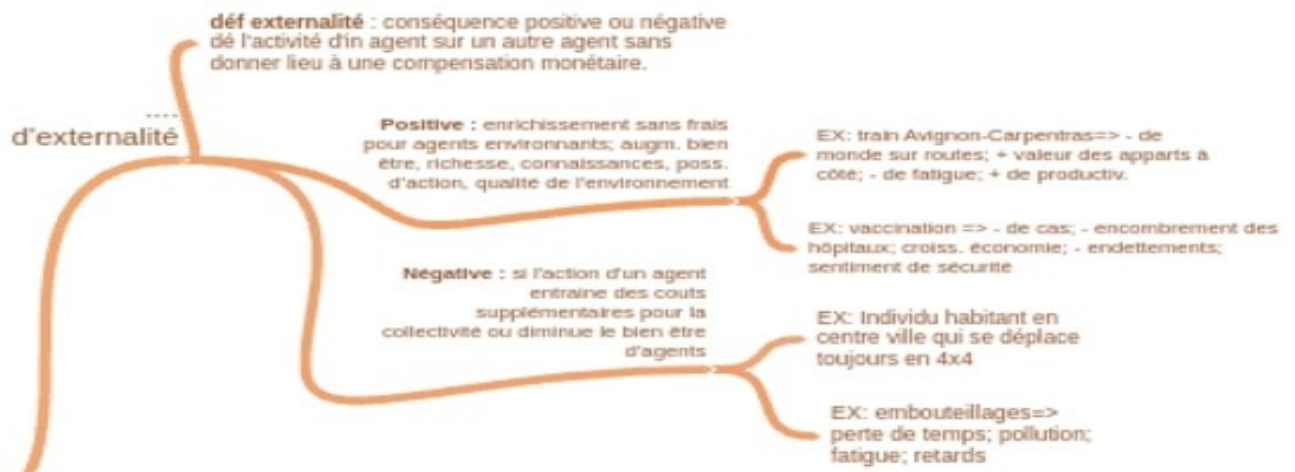 déf externalité : conséquence positive ou négative
dé l'activité d'in agent sur un autre agent sans
donner lieu à une compensation monétaire.
d'externalité
Positive : enrichissement sans frais
pour agents environnants; augm. bien
être, richesse, connaissances, poss.
d'action, qualité de l'environnement
EX: train Avignon-Carpentras=> - de
monde sur routes; + valeur des apparts à
côté; - de fatigue; + de productiv.
EX: vaccination => - de cas; - encombrement des
hôpitaux; croiss. économie; - endettements;
sentiment de sécurité
Négative : si l'action d'un agent
entraine des couts
supplémentaires pour la
collectivité ou diminue le bien être
d'agents
EX: Individu habitant en
centre ville qui se déplace
toujours en 4x4
EX: embouteillages=>
perte de temps; pollution;
fatigue; retards